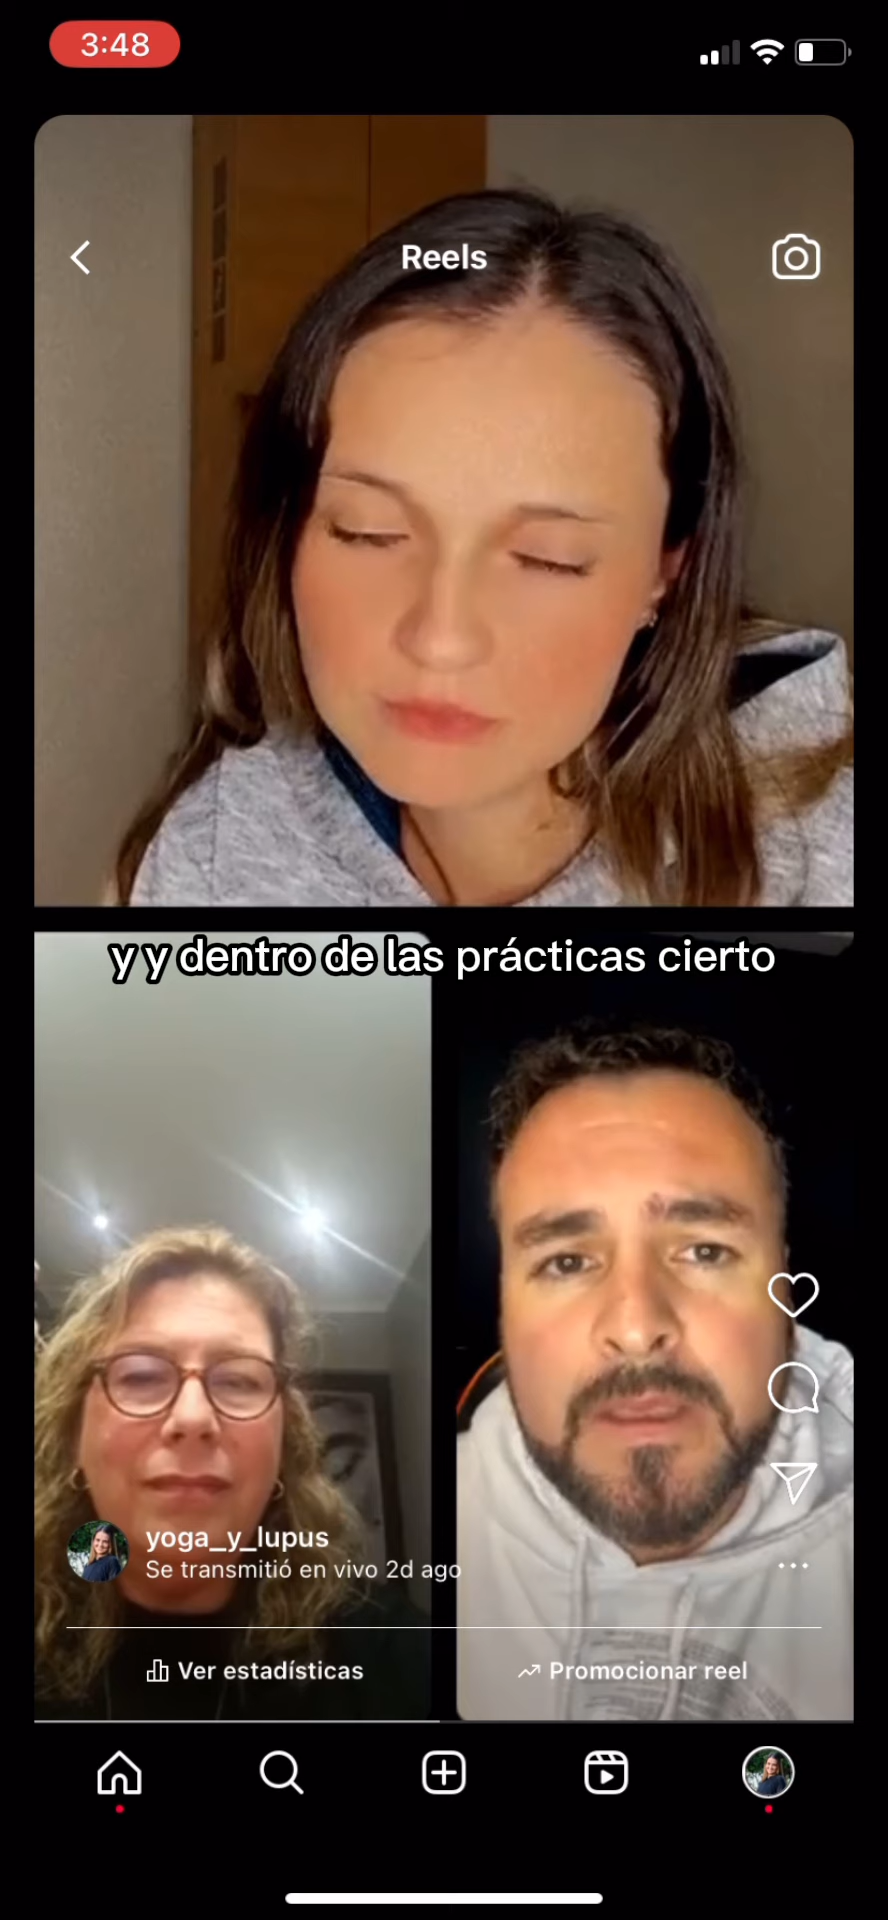 3:48
Reels
y y dentro de las prácticas cierto
yoga_y_lupus
Se transmitió en vivo 2d ago
Ver estadísticas
Promocionar reel